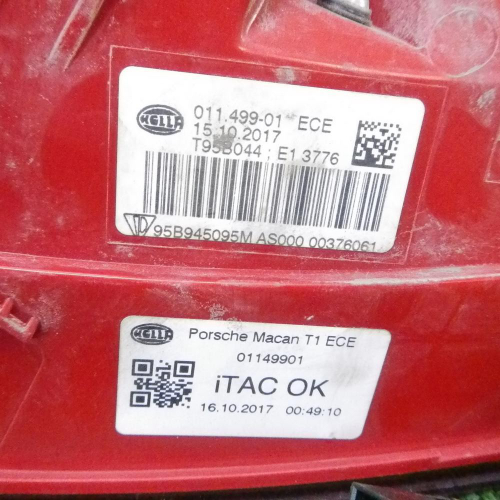 HELLA 011.499-01 ECE
15.10.2017
T95B044 ; E1 3776
95B945095M AS000 00376061
HELLA Porsche Macan T1 ECE
01149901
iTAC OK
16.10.2017 00:49:10